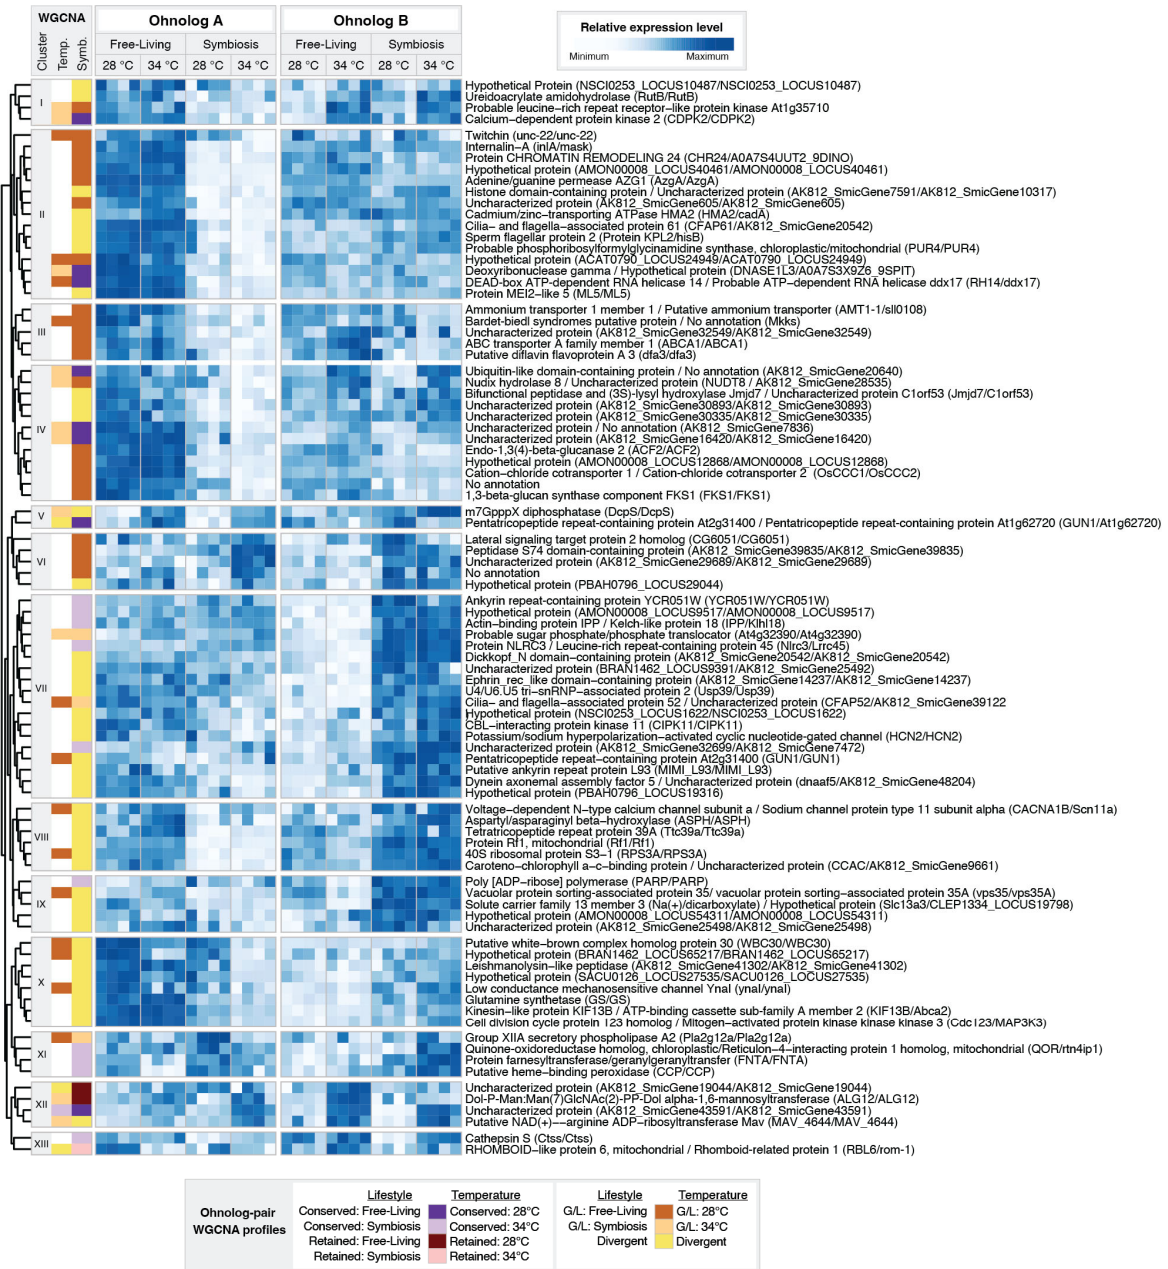 WGCNA
Cluster
Temp.
Symb.
Ohnolog A
Ohnolog B
Free-Living
Symbiosis
Free-Living
Symbiosis
28 °C
34 °C
28 °C
34 °C
28 °C
34 °C
28 °C
34 °C
Relative expression level
Minimum
Maximum
I
Hypothetical Protein (NSCI0253_LOCUS10487/NSCI0253_LOCUS10487)
Ureidoacrylate amidohydrolase (RutB/RutB)
Probable leucine-rich repeat receptor-like protein kinase At1g35710
Calcium-dependent protein kinase 2 (CDPK2/CDPK2)
II
Twitchin (unc-22/unc-22)
Internalin-A (inlA/mask)
Protein CHROMATIN REMODELING 24 (CHR24/A0A7S4UUT2_9DINO)
Hypothetical protein (AMON00008_LOCUS40461/AMON00008_LOCUS40461)
Adenine/guanine permease AZG1 (AzgA/AzgA)
Histone domain-containing protein / Uncharacterized protein (AK812_SmicGene7591/AK812_SmicGene10317)
Uncharacterized protein (AK812_SmicGene605/AK812_SmicGene605)
Cadmium/zinc-transporting ATPase HMA2 (HMA2/cadA)
Cilia- and flagella-associated protein 61 (CFAP61/AK812_SmicGene20542)
Sperm flagellar protein 2 (Protein KPL2/hisB)
Probable phosphoribosylformylglycinamidine synthase, chloroplastic/mitochondrial (PUR4/PUR4)
Hypothetical protein (ACAT0790_LOCUS24949/ACAT0790_LOCUS24949)
Deoxyribonuclease gamma / Hypothetical protein (DNASE1L3/A0A7S3X9Z6_9SPIT)
DEAD-box ATP-dependent RNA helicase 14 / Probable ATP-dependent RNA helicase ddx17 (RH14/ddx17)
Protein MEI2-like 5 (ML5/ML5)
III
Ammonium transporter 1 member 1 / Putative ammonium transporter (AMT1-1/sll0108)
Bardet-biedl syndromes putative protein / No annotation (Mkks)
Uncharacterized protein (AK812_SmicGene32549/AK812_SmicGene32549)
ABC transporter A family member 1 (ABCA1/ABCA1)
Putative diflavin flavoprotein A 3 (dfa3/dfa3)
IV
Ubiquitin-like domain-containing protein / No annotation (AK812_SmicGene20640)
Nudix hydrolase 8 / Uncharacterized protein (NUDT8 / AK812_SmicGene28535)
Bifunctional peptidase and (3S)-lysyl hydroxylase Jmjd7 / Uncharacterized protein C1orf53 (Jmjd7/C1orf53)
Uncharacterized protein (AK812_SmicGene30893/AK812_SmicGene30893)
Uncharacterized protein (AK812_SmicGene30335/AK812_SmicGene30335)
Uncharacterized protein / No annotation (AK812_SmicGene7836)
Uncharacterized protein (AK812_SmicGene16420/AK812_SmicGene16420)
Endo-1,3(4)-beta-glucanase 2 (ACF2/ACF2)
Hypothetical protein (AMON00008_LOCUS12868/AMON00008_LOCUS12868)
Cation-chloride cotransporter 1 / Cation-chloride cotransporter 2 (OsCCC1/OsCCC2)
No annotation
1,3-beta-glucan synthase component FKS1 (FKS1/FKS1)
V
m7GpppX diphosphatase (DcpS/DcpS)
Pentatricopeptide repeat-containing protein At2g31400 / Pentatricopeptide repeat-containing protein At1g62720 (GUN1/At1g62720)
VI
Lateral signaling target protein 2 homolog (CG6051/CG6051)
Peptidase S74 domain-containing protein (AK812_SmicGene39835/AK812_SmicGene39835)
Uncharacterized protein (AK812_SmicGene29689/AK812_SmicGene29689)
No annotation
Hypothetical protein (PBAH0796_LOCUS29044)
VII
Ankyrin repeat-containing protein YCR051W (YCR051W/YCR051W)
Hypothetical protein (AMON00008_LOCUS9517/AMON00008_LOCUS9517)
Actin-binding protein IPP / Kelch-like protein 18 (IPP/Klhl18)
Probable sugar phosphate/phosphate translocator (At4g32390/At4g32390)
Protein NLRC3 / Leucine-rich repeat-containing protein 45 (Nlrc3/Lrrc45)
Dickkopf_N domain-containing protein (AK812_SmicGene20542/AK812_SmicGene20542)
Uncharacterized protein (BRAN1462_LOCUS9391/AK812_SmicGene25492)
Ephrin_rec_like domain-containing protein (AK812_SmicGene14237/AK812_SmicGene14237)
U4/U6.U5 tri-snRNP-associated protein 2 (Usp39/Usp39)
Cilia- and flagella-associated protein 52 / Uncharacterized protein (CFAP52/AK812_SmicGene39122
Hypothetical protein (NSCI0253_LOCUS1622/NSCI0253_LOCUS1622)
CBL-interacting protein kinase 11 (CIPK11/CIPK11)
Potassium/sodium hyperpolarization-activated cyclic nucleotide-gated channel (HCN2/HCN2)
Uncharacterized protein (AK812_SmicGene32699/AK812_SmicGene7472)
Pentatricopeptide repeat-containing protein At2g31400 (GUN1/GUN1)
Putative ankyrin repeat protein L93 (MIMI_L93/MIMI_L93)
Dynein axonemal assembly factor 5 / Uncharacterized protein (dnaaf5/AK812_SmicGene48204)
Hypothetical protein (PBAH0796_LOCUS19316)
VIII
Voltage-dependent N-type calcium channel subunit a / Sodium channel protein type 11 subunit alpha (CACNA1B/Scn11a)
Aspartyl/asparaginyl beta-hydroxylase (ASPH/ASPH)
Tetratricopeptide repeat protein 39A (Ttc39a/Ttc39a)
Protein Rf1, mitochondrial (Rf1/Rf1)
40S ribosomal protein S3-1 (RPS3A/RPS3A)
Caroteno-chlorophyll a-c-binding protein / Uncharacterized protein (CCAC/AK812_SmicGene9661)
IX
Poly [ADP-ribose] polymerase (PARP/PARP)
Vacuolar protein sorting-associated protein 35/ vacuolar protein sorting-associated protein 35A (vps35/vps35A)
Solute carrier family 13 member 3 (Na(+)/dicarboxylate) / Hypothetical protein (Slc13a3/CLEP1334_LOCUS19798)
Hypothetical protein (AMON00008_LOCUS54311/AMON00008_LOCUS54311)
Uncharacterized protein (AK812_SmicGene25498/AK812_SmicGene25498)
X
Putative white-brown complex homolog protein 30 (WBC30/WBC30)
Hypothetical protein (BRAN1462_LOCUS65217/BRAN1462_LOCUS65217)
Leishmanolysin-like peptidase (AK812_SmicGene41302/AK812_SmicGene41302)
Hypothetical protein (SACU0126_LOCUS27535/SACU0126_LOCUS27535)
Low conductance mechanosensitive channel YnaI (ynaI/ynaI)
Glutamine synthetase (GS/GS)
Kinesin-like protein KIF13B / ATP-binding cassette sub-family A member 2 (KIF13B/Abca2)
Cell division cycle protein 123 homolog / Mitogen-activated protein kinase kinase kinase 3 (Cdc123/MAP3K3)
XI
Group XIIA secretory phospholipase A2 (Pla2g12a/Pla2g12a)
Quinone-oxidoreductase homolog, chloroplastic/Reticulon-4-interacting protein 1 homolog, mitochondrial (QOR/rtn4ip1)
Protein farnesyltransferase/geranylgeranyltransfer (FNTA/FNTA)
Putative heme-binding peroxidase (CCP/CCP)
XII
Uncharacterized protein (AK812_SmicGene19044/AK812_SmicGene19044)
Dol-P-Man:Man(7)GlcNAc(2)-PP-Dol alpha-1,6-mannosyltransferase (ALG12/ALG12)
Uncharacterized protein (AK812_SmicGene43591/AK812_SmicGene43591)
Putative NAD(+)--arginine ADP-ribosyltransferase Mav (MAV_4644/MAV_4644)
XIII
Cathepsin S (Ctss/Ctss)
RHOMBOID-like protein 6, mitochondrial / Rhomboid-related protein 1 (RBL6/rom-1)
Ohnolog-pair
WGCNA profiles
Lifestyle
Temperature
Conserved: Free-Living
Conserved: 28°C
Conserved: Symbiosis
Conserved: 34°C
Retained: Free-Living
Retained: 28°C
Retained: Symbiosis
Retained: 34°C
Lifestyle
Temperature
G/L: Free-Living
G/L: 28°C
G/L: Symbiosis
G/L: 34°C
Divergent
Divergent